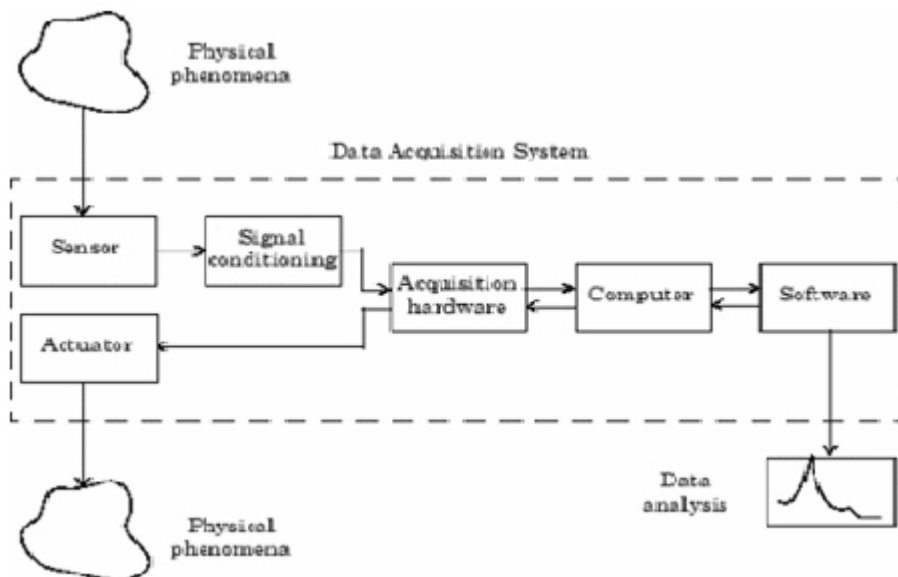 Physical
phenomena
Data Acquisition System
Sensor
Signal
conditioning
Acquisition
hardware
Computer
Software
Actuator
Data
analysis
Physical
phenomena